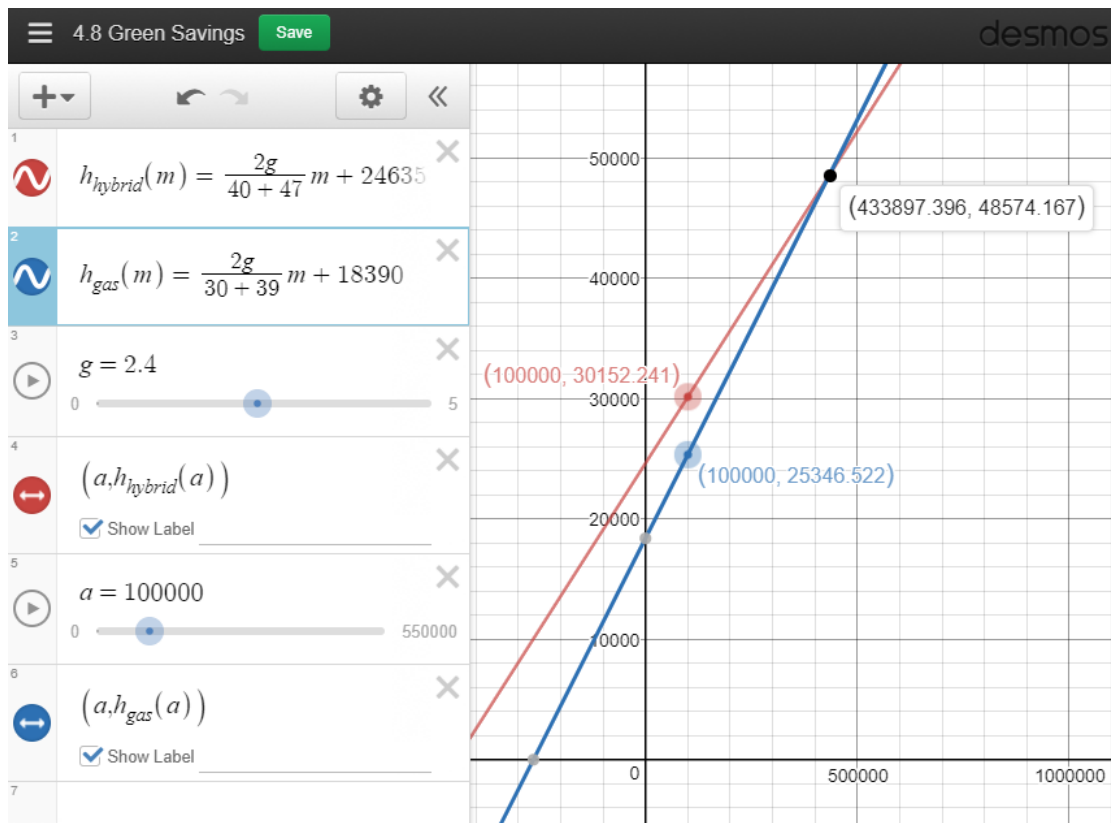 4.8 Green Savings Save desmos
1
h_hybrid(m) = 2g/(40 + 47) m + 24635
2
h_gas(m) = 2g/(30 + 39) m + 18390
3
g = 2.4
0 5
4
(a,h_hybrid(a))
Show Label
5
a = 100000
0 550000
6
(a,h_gas(a))
Show Label
7
50000
(433897.396, 48574.167)
40000
(100000, 30152.241)
30000
(100000, 25346.522)
20000
10000
0 500000 1000000